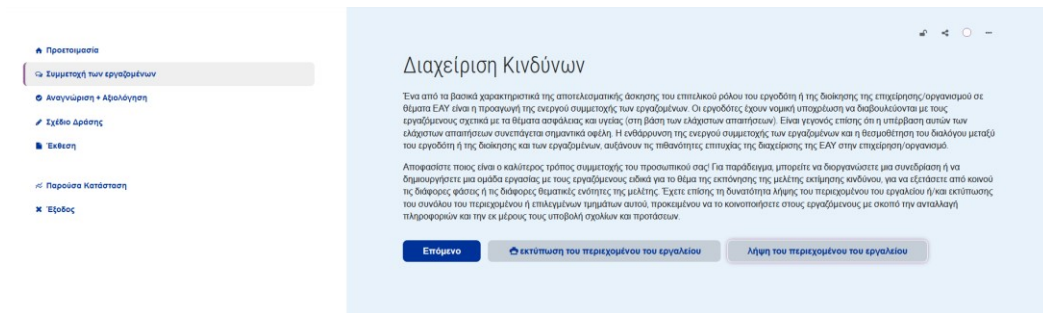 Προετοιμασία
Συμμετοχή των εργαζομένων
Αναγνώριση + Αξιολόγηση
Σχέδιο Δράσης
Έκθεση
Παρούσα Κατάσταση
Έξοδος
Διαχείριση Κινδύνων
Ένα από τα βασικά χαρακτηριστικά της αποτελεσματικής άσκησης του επιτελικού ρόλου του εργοδότη ή της διοίκησης της επιχείρησης/οργανισμού σε
θέματα ΕΑΥ είναι η προαγωγή της ενεργού συμμετοχής των εργαζομένων. Οι εργοδότες έχουν νομική υποχρέωση να διαβουλεύονται με τους
εργαζόμενους σχετικά με τα θέματα ασφάλειας και υγείας (στη βάση των ελάχιστων απαιτήσεων). Είναι γεγονός επίσης ότι η υπέρβαση αυτών των
ελάχιστων απαιτήσεων συνεπάγεται σημαντικά οφέλη. Η ενθάρρυνση της ενεργού συμμετοχής των εργαζομένων και η θεσμοθέτηση του διαλόγου μεταξύ
του εργοδότη ή της διοίκησης και των εργαζομένων, αυξάνουν τις πιθανότητες επιτυχίας της διαχείρισης της ΕΑΥ στην επιχείρηση/οργανισμό.
Αποφασίστε ποιος είναι ο καλύτερος τρόπος συμμετοχής του προσωπικού σας! Για παράδειγμα, μπορείτε να διοργανώσετε μια συνεδρίαση ή να
δημιουργήσετε μια ομάδα εργασίας με τους εργαζόμενους ειδικά για το θέμα της εκπόνησης της μελέτης εκτίμησης κινδύνου, για να εξετάσετε από κοινού
τις διάφορες φάσεις ή τις διάφορες θεματικές ενότητες της μελέτης. Έχετε επίσης τη δυνατότητα λήψης του περιεχομένου του εργαλείου ή/και εκτύπωσης
του συνόλου του περιεχομένου ή επιλεγμένων τμημάτων αυτού, προκειμένου να το κοινοποιήσετε στους εργαζόμενους με σκοπό την ανταλλαγή
πληροφοριών και την εκ μέρους τους υποβολή σχολίων και προτάσεων.
Επόμενο
εκτύπωση του περιεχομένου του εργαλείου
λήψη του περιεχομένου του εργαλείου